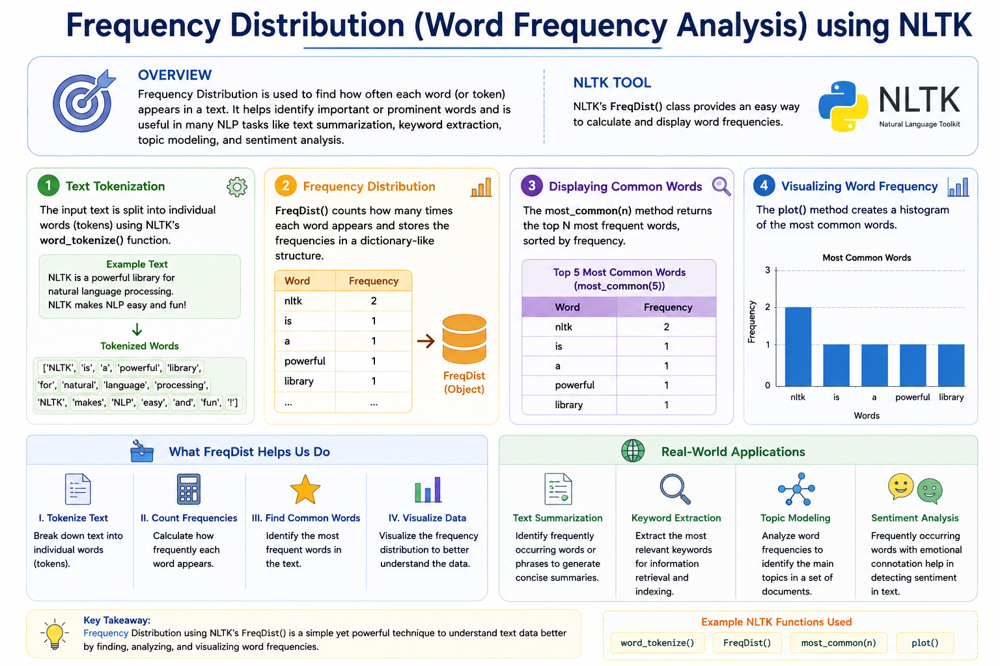 Frequency Distribution (Word Frequency Analysis) using NLTK
OVERVIEW
Frequency Distribution is used to find how often each word (or token)
appears in a text. It helps identify important or prominent words and is
useful in many NLP tasks like text summarization, keyword extraction,
topic modeling, and sentiment analysis.
NLTK TOOL
NLTK's FreqDist() class provides an easy way
to calculate and display word frequencies.
NLTK
Natural Language Toolkit
1 Text Tokenization
The input text is split into individual
words (tokens) using NLTK's
word_tokenize() function.
Example Text
NLTK is a powerful library for
natural language processing.
NLTK makes NLP easy and fun!
Tokenized Words
['NLTK', 'is', 'a', 'powerful', 'library',
'for', 'natural', 'language', 'processing',
'NLTK', 'makes', 'NLP', 'easy', 'and', 'fun', '!']
2 Frequency Distribution
FreqDist() counts how many times
each word appears and stores the
frequencies in a dictionary-like
structure.
Word Frequency
nltk 2
is 1
a 1
powerful 1
library 1
... ...
FreqDist
(Object)
3 Displaying Common Words
The most_common(n) method returns
the top N most frequent words,
sorted by frequency.
Top 5 Most Common Words
(most_common(5))
Word Frequency
nltk 2
is 1
a 1
powerful 1
library 1
4 Visualizing Word Frequency
The plot() method creates a histogram
of the most common words.
Most Common Words
Frequency
3
2
1
0
nltk is a powerful library
Words
What FreqDist Helps Us Do
I. Tokenize Text
Break down text into
individual words
(tokens).
II. Count Frequencies
Calculate how
frequently each
word appears.
III. Find Common Words
Identify the most
frequent words in
the text.
IV. Visualize Data
Visualize the frequency
distribution to better
understand the data.
Real-World Applications
Text Summarization
Identify frequently
occurring words or
phrases to generate
concise summaries.
Keyword Extraction
Extract the most
relevant keywords
for information
retrieval and
indexing.
Topic Modeling
Analyze word
frequencies to
identify the main
topics in a set of
documents.
Sentiment Analysis
Frequently occurring
words with emotional
connotation help in
detecting sentiment
in text.
Key Takeaway:
Frequency Distribution using NLTK's FreqDist() is a simple yet powerful technique to understand text data better
by finding, analyzing, and visualizing word frequencies.
Example NLTK Functions Used
word_tokenize() FreqDist() most_common(n) plot()